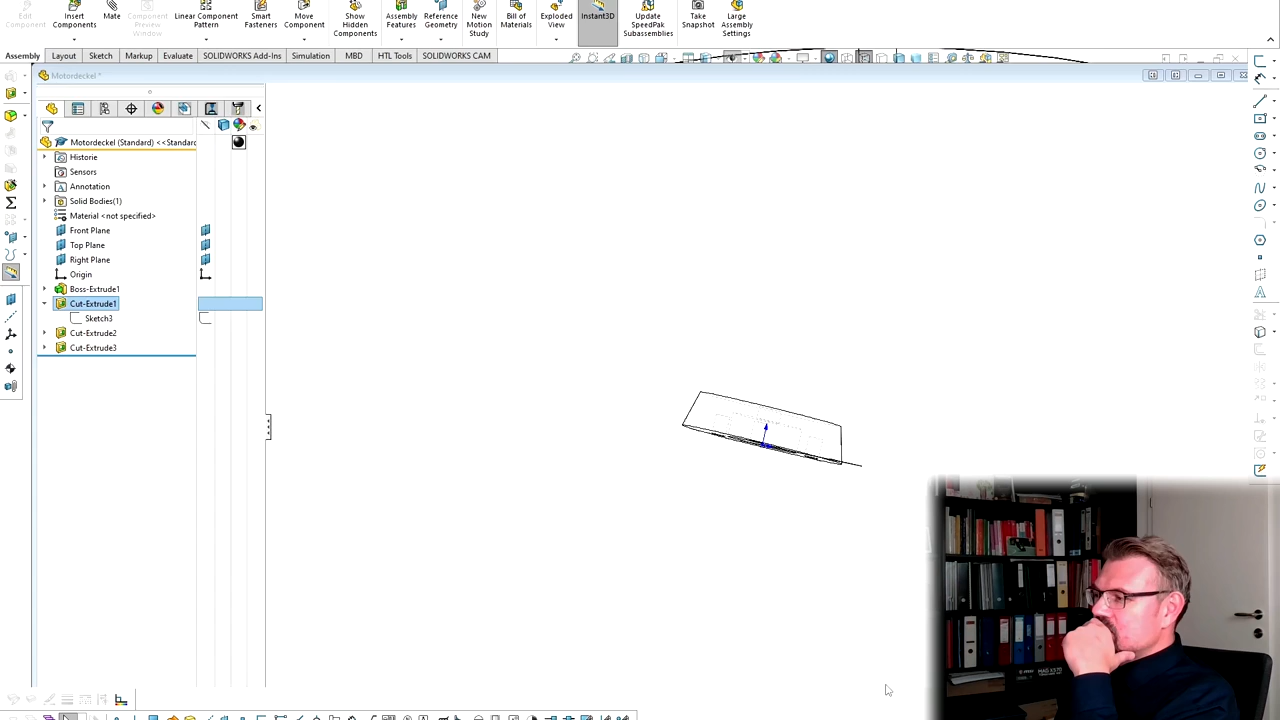 Edit
Component
Insert
Components
Mate
Component
Preview
Window
Linear Component
Pattern
Smart
Fasteners
Move
Component
Show
Hidden
Components
Assembly
Features
Reference
Geometry
New
Motion
Study
Bill of
Materials
Exploded
View
Instant3D
Update
SpeedPak
Subassemblies
Take
Snapshot
Large
Assembly
Settings
Assembly Layout Sketch Markup Evaluate SOLIDWORKS Add-Ins Simulation MBD HTL Tools SOLIDWORKS CAM
Motordeckel *
Motordeckel (Standard) <<Standard
Historie
Sensors
Annotation
Solid Bodies(1)
Material <not specified>
Front Plane
Top Plane
Right Plane
Origin
Boss-Extrude1
Cut-Extrude1
Sketch3
Cut-Extrude2
Cut-Extrude3